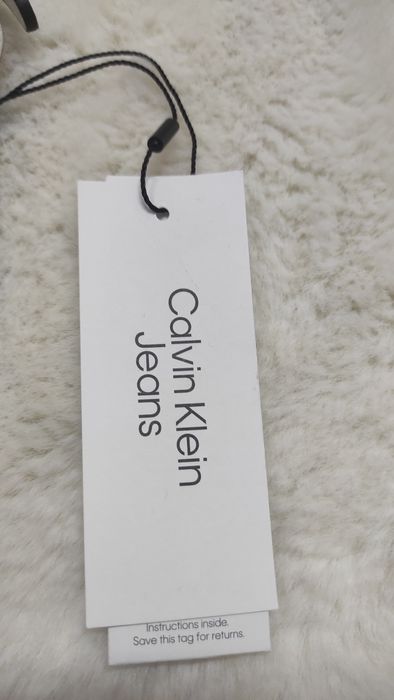 Calvin Klein
Jeans
Instructions inside.
Save this tag for returns.